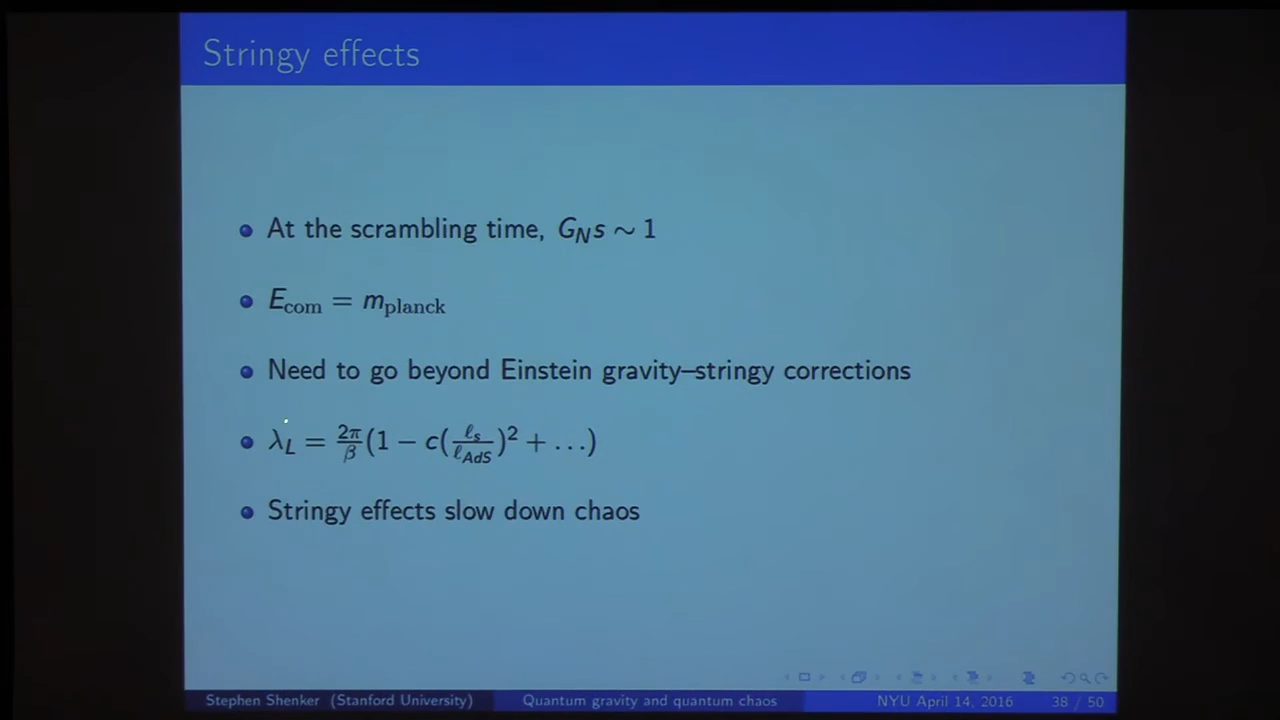 Stringy effects
At the scrambling time, G_N s ∼ 1
E_com = m_planck
Need to go beyond Einstein gravity–stringy corrections
λ_L = 2π/β (1 − c(ℓ_s/ℓ_AdS)² + …)
Stringy effects slow down chaos
Stephen Shenker (Stanford University) Quantum gravity and quantum chaos NYU April 14, 2016 38 / 50